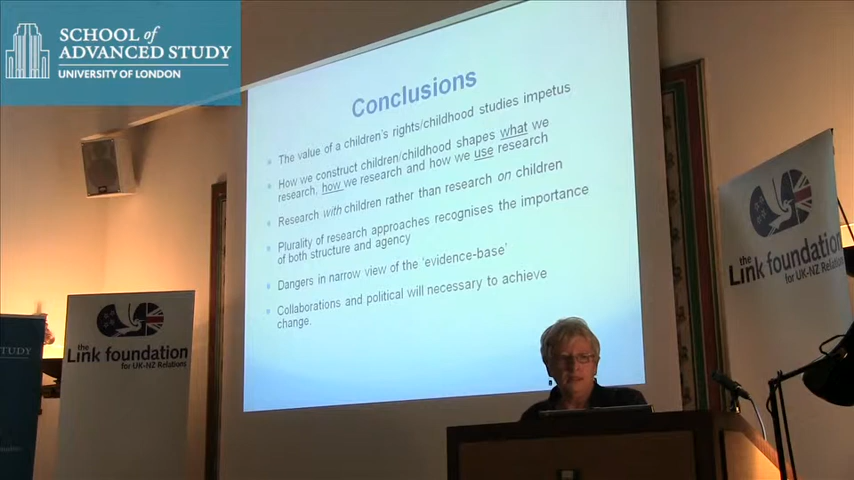 SCHOOL of
ADVANCED STUDY
UNIVERSITY OF LONDON
Conclusions
The value of a children's rights/childhood studies impetus
How we construct children/childhood shapes what we
research, how we research and how we use research
Research with children rather than research on children
Plurality of research approaches recognises the importance
of both structure and agency
Dangers in narrow view of the 'evidence-base'
Collaborations and political will necessary to achieve
change.
the
Link foundation
for UK-NZ Relations
the
Link foundation
for UK-NZ Relations
STUDY